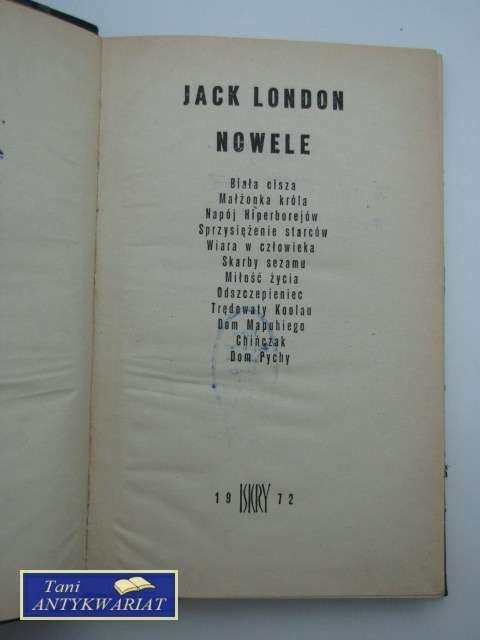 JACK LONDON
NOWELE
Biała cisza
Małżonka króla
Napój Hiperborejów
Sprzysiężenie starców
Wiara w człowieka
Skarby sezamu
Miłość życia
Odszczepieniec
Trędowaty Koolau
Dom Mapuhiego
Chińczak
Dom Pychy
19 ISKRY 72
Tani
ANTYKWARIAT